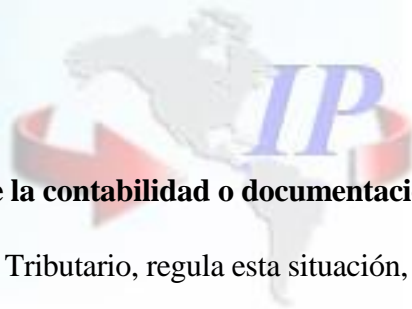 IP
e la contabilidad o documentaci
Tributario, regula esta situación,